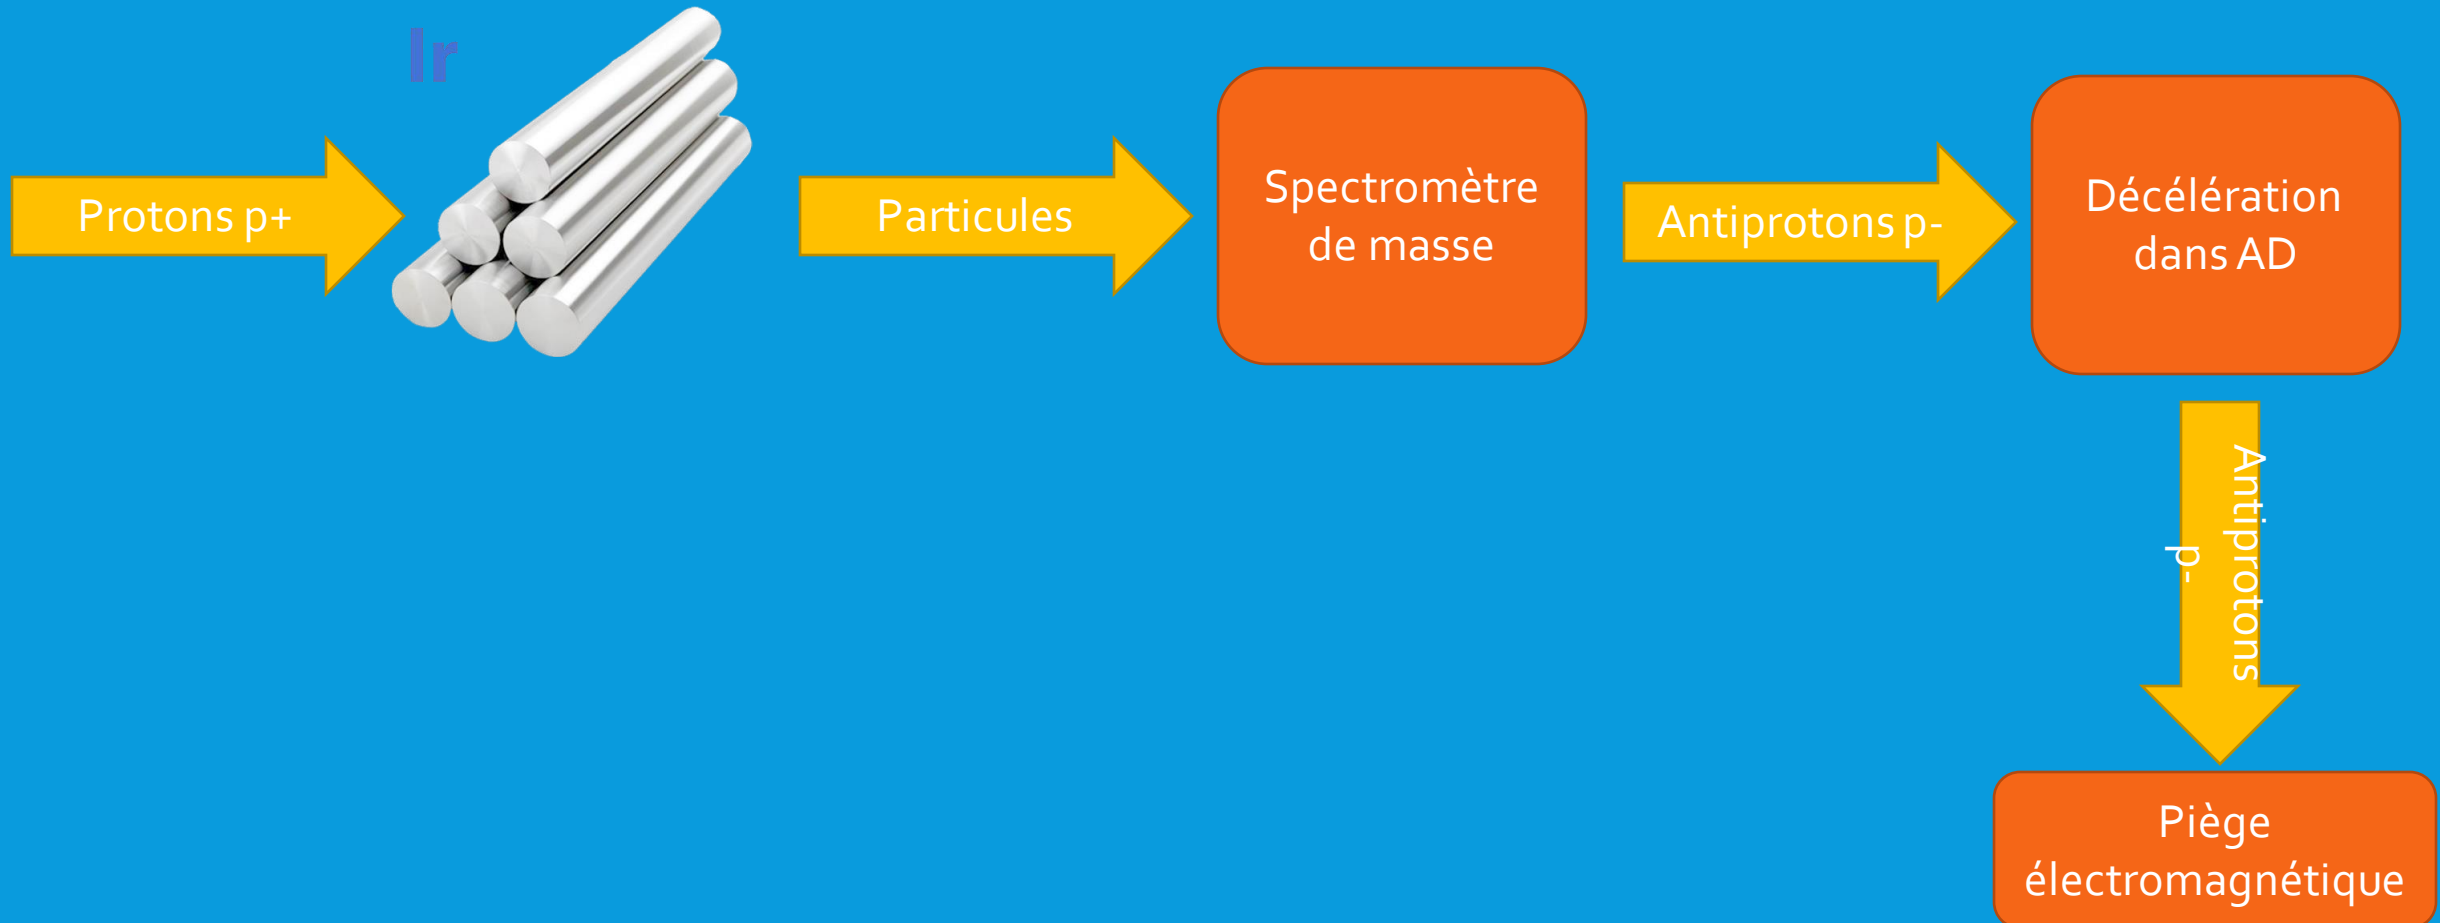 Ir
Protons p+
Particules
Spectromètre
de masse
Antiprotons p-
Décélération
dans AD
Antiprotons
p-
Piège
électromagnétique